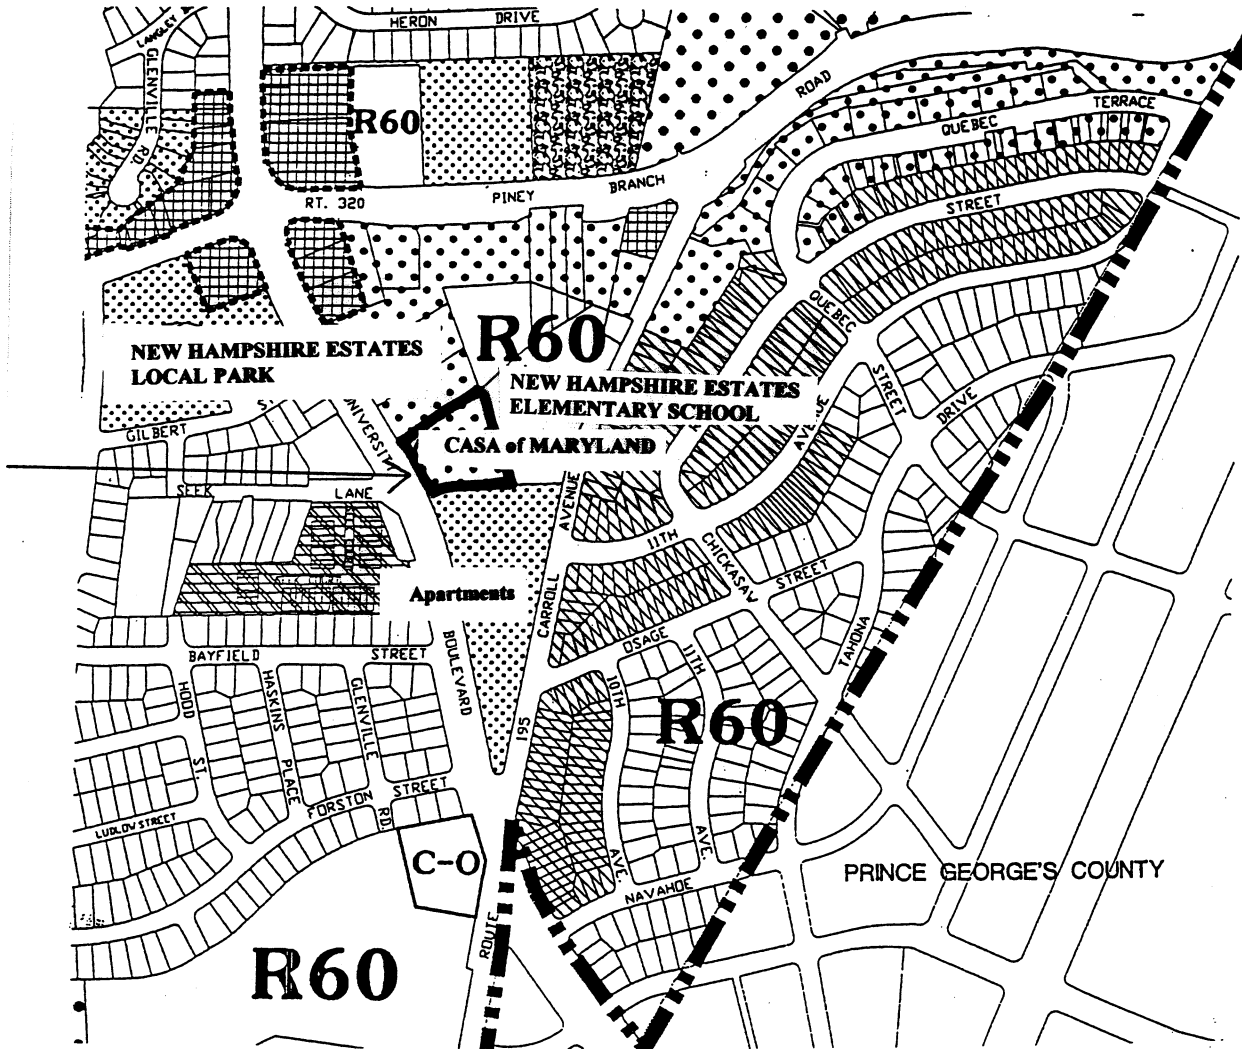 HERON DRIVE
LANGLEY
GLENVILLE RD.
R60
ROAD
TERRACE
QUEBEC
RT. 320
PINEY BRANCH
STREET
QUEBEC
R60
NEW HAMPSHIRE ESTATES
LOCAL PARK
NEW HAMPSHIRE ESTATES
ELEMENTARY SCHOOL
STREET
DRIVE
GILBERT
UNIVERSITY
CASA of MARYLAND
SEEK
LANE
AVENUE
11TH
CHICKASAW
STREET
Apartments
CARROLL
BOULEVARD
OSAGE
11TH
TAHONA
BAYFIELD STREET
HOOD
ST.
HASKINS
PLACE
GLENVILLE
RD.
10TH
AVE.
R60
195
FORSTON STREET
LUDLOW STREET
C-O
AVE.
NAVAHOE
PRINCE GEORGE'S COUNTY
ROUTE
R60